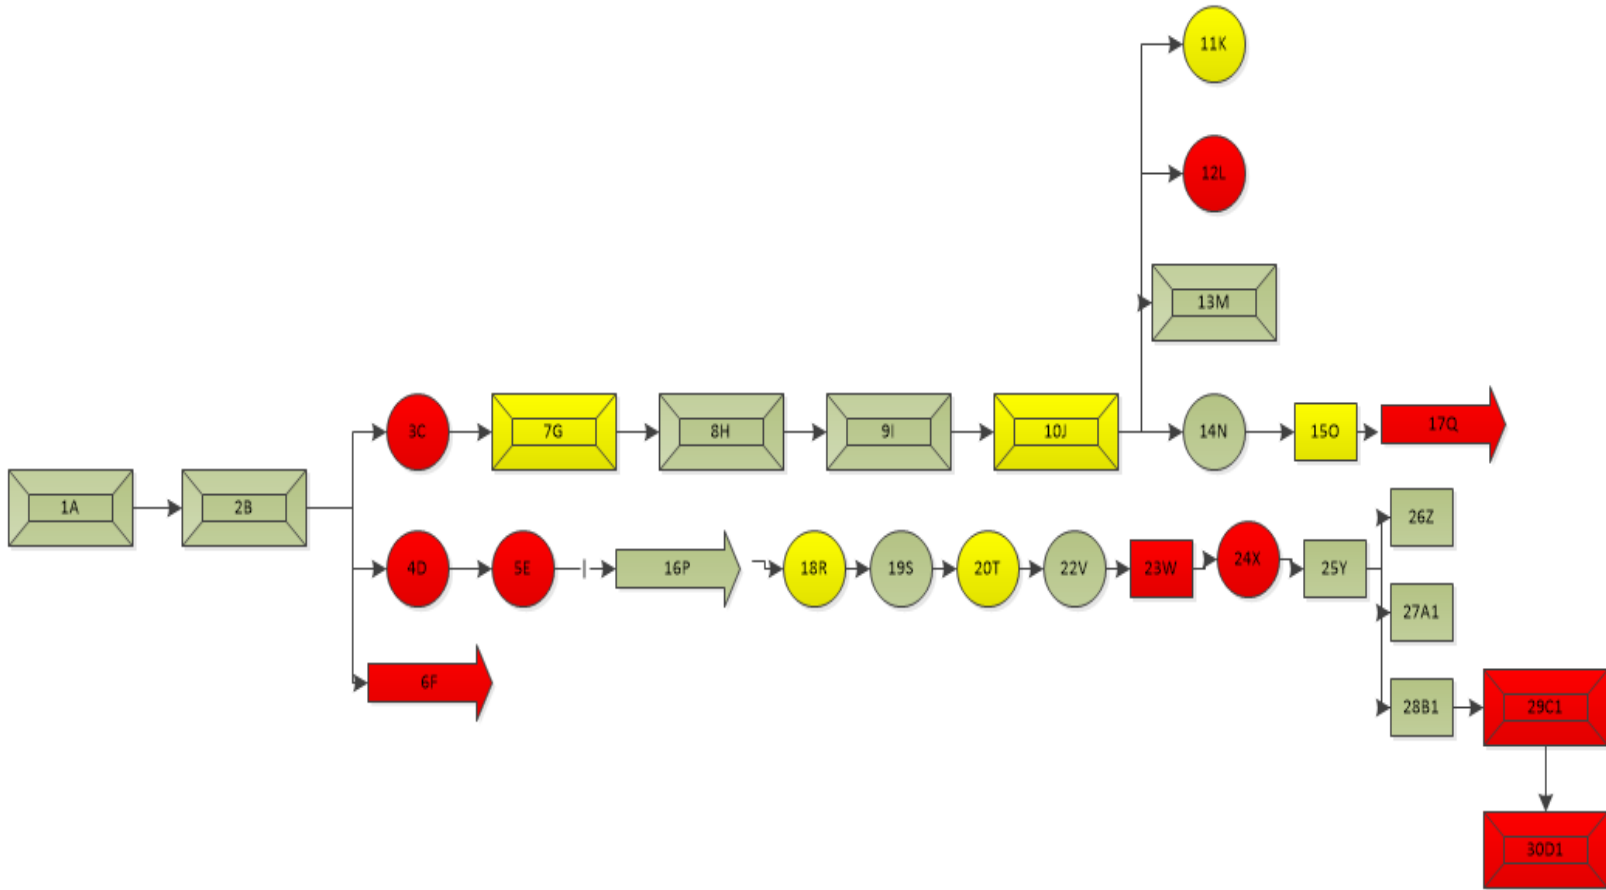 11K
12L
13M
3C
7G
8H
9I
10J
14N
15O
17Q
1A
2B
26Z
4D
5E
16P
18R
19S
20T
22V
23W
24X
25Y
27A1
6F
28B1
29C1
30D1